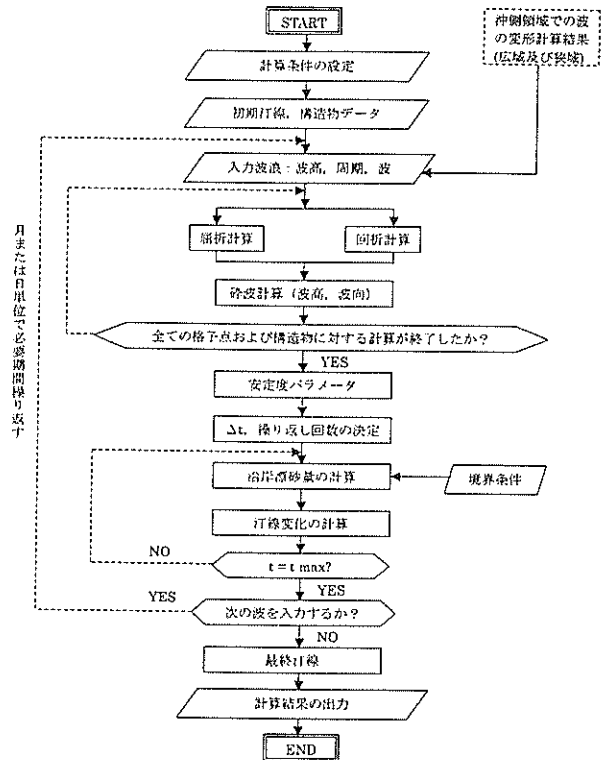 START
沖側領域での波
の変形計算結果
(広域及び狭域)
計算条件の設定
初期汀線，構造物データ
入力波浪：波高，周期，波
屈折計算
回折計算
砕波計算（波高，波向）
全ての格子点および構造物に対する計算が終了したか？
YES
安定度パラメータ
Δt，繰り返し回数の決定
沿岸漂砂量の計算
境界条件
汀線変化の計算
NO
t = t max?
YES
YES
次の波を入力するか？
NO
最終汀線
計算結果の出力
END
月または日単位で必要期間繰り返す